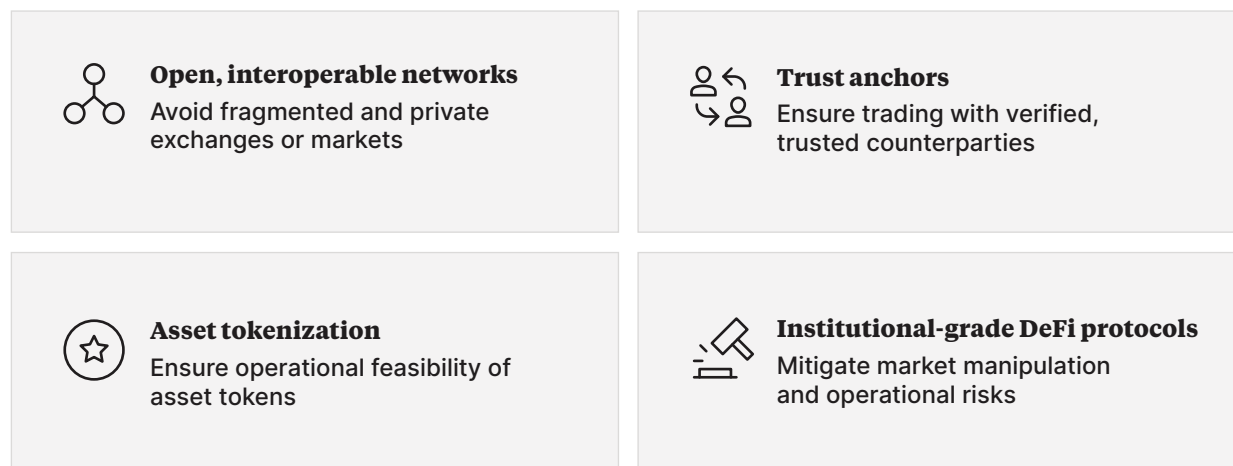 Open, interoperable networks
Avoid fragmented and private
exchanges or markets
Trust anchors
Ensure trading with verified,
trusted counterparties
Asset tokenization
Ensure operational feasibility of
asset tokens
Institutional-grade DeFi protocols
Mitigate market manipulation
and operational risks